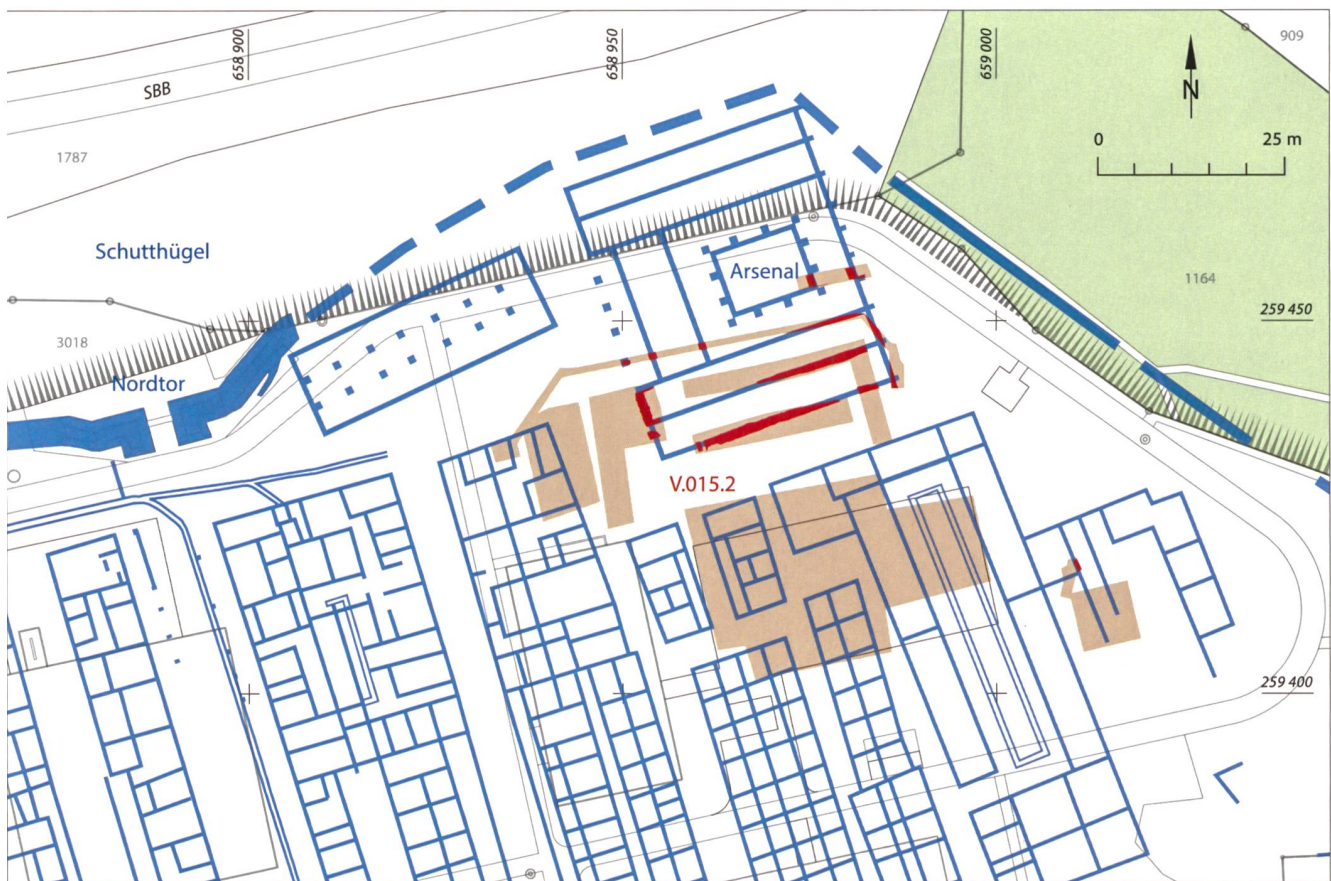 658 900
658 950
659 000
909
SBB
N
0 25 m
1787
Schutthügel
Arsenal
1164
259 450
3018
Nordtor
V.015.2
259 400